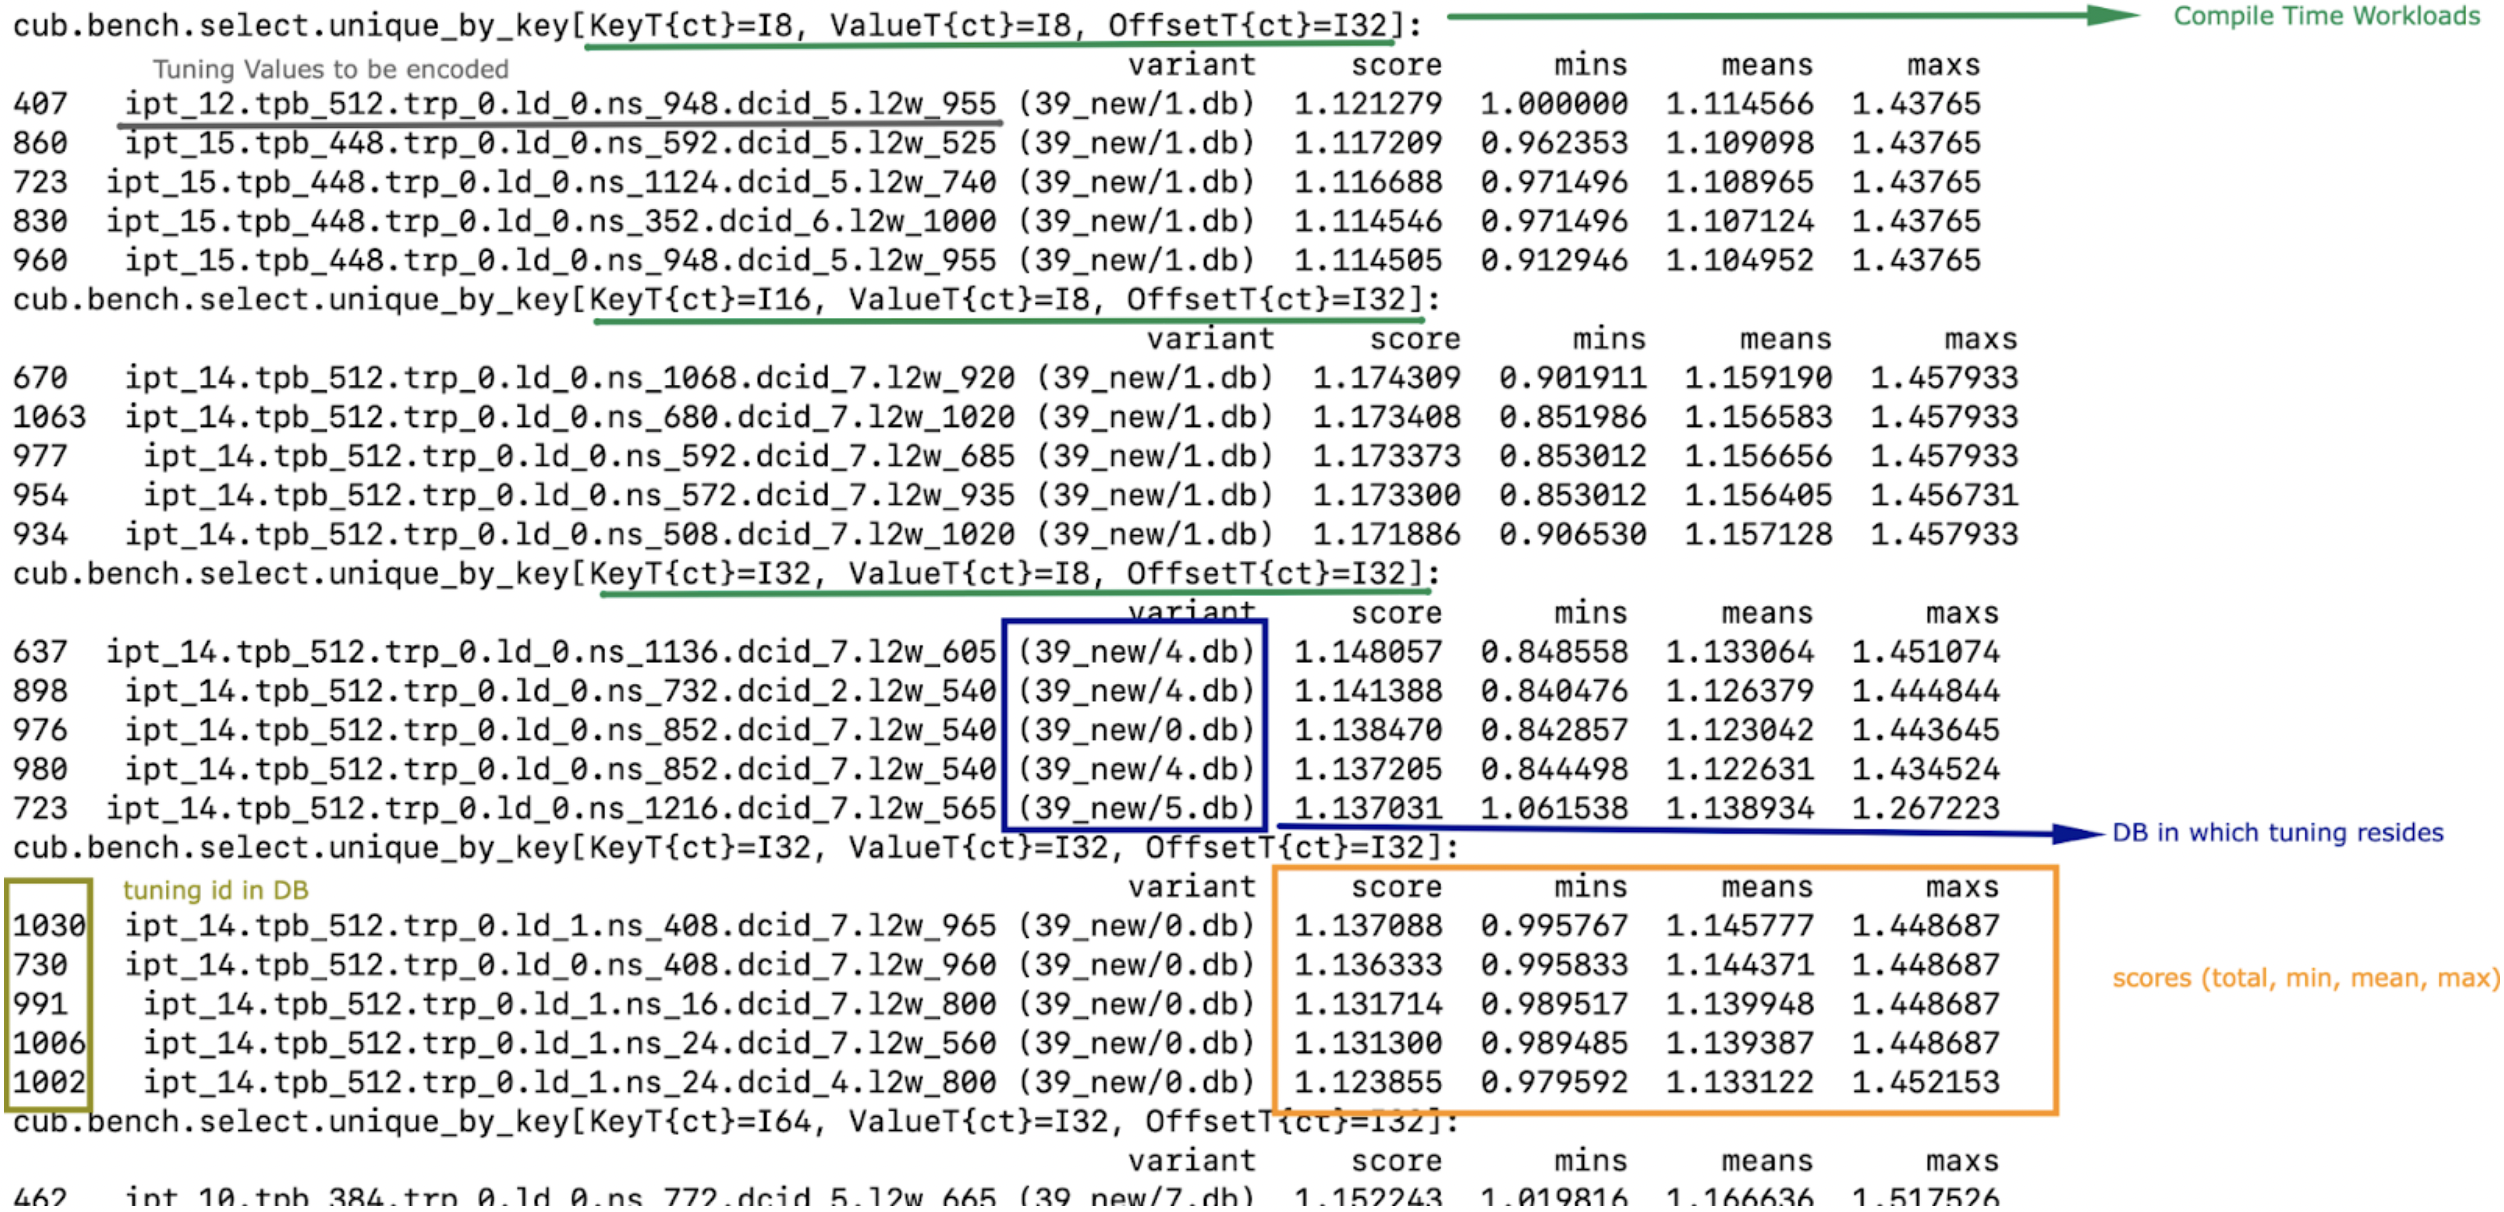 cub.bench.select.unique_by_key[KeyT{ct}=I8, ValueT{ct}=I8, OffsetT{ct}=I32]: Compile Time Workloads
Tuning Values to be encoded variant score mins means maxs
407 ipt_12.tpb_512.trp_0.ld_0.ns_948.dcid_5.l2w_955 (39_new/1.db) 1.121279 1.000000 1.114566 1.43765
860 ipt_15.tpb_448.trp_0.ld_0.ns_592.dcid_5.l2w_525 (39_new/1.db) 1.117209 0.962353 1.109098 1.43765
723 ipt_15.tpb_448.trp_0.ld_0.ns_1124.dcid_5.l2w_740 (39_new/1.db) 1.116688 0.971496 1.108965 1.43765
830 ipt_15.tpb_448.trp_0.ld_0.ns_352.dcid_6.l2w_1000 (39_new/1.db) 1.114546 0.971496 1.107124 1.43765
960 ipt_15.tpb_448.trp_0.ld_0.ns_948.dcid_5.l2w_955 (39_new/1.db) 1.114505 0.912946 1.104952 1.43765
cub.bench.select.unique_by_key[KeyT{ct}=I16, ValueT{ct}=I8, OffsetT{ct}=I32]:
variant score mins means maxs
670 ipt_14.tpb_512.trp_0.ld_0.ns_1068.dcid_7.l2w_920 (39_new/1.db) 1.174309 0.901911 1.159190 1.457933
1063 ipt_14.tpb_512.trp_0.ld_0.ns_680.dcid_7.l2w_1020 (39_new/1.db) 1.173408 0.851986 1.156583 1.457933
977 ipt_14.tpb_512.trp_0.ld_0.ns_592.dcid_7.l2w_685 (39_new/1.db) 1.173373 0.853012 1.156656 1.457933
954 ipt_14.tpb_512.trp_0.ld_0.ns_572.dcid_7.l2w_935 (39_new/1.db) 1.173300 0.853012 1.156405 1.456731
934 ipt_14.tpb_512.trp_0.ld_0.ns_508.dcid_7.l2w_1020 (39_new/1.db) 1.171886 0.906530 1.157128 1.457933
cub.bench.select.unique_by_key[KeyT{ct}=I32, ValueT{ct}=I8, OffsetT{ct}=I32]:
variant score mins means maxs
637 ipt_14.tpb_512.trp_0.ld_0.ns_1136.dcid_7.l2w_605 (39_new/4.db) 1.148057 0.848558 1.133064 1.451074
898 ipt_14.tpb_512.trp_0.ld_0.ns_732.dcid_2.l2w_540 (39_new/4.db) 1.141388 0.840476 1.126379 1.444844
976 ipt_14.tpb_512.trp_0.ld_0.ns_852.dcid_7.l2w_540 (39_new/0.db) 1.138470 0.842857 1.123042 1.443645
980 ipt_14.tpb_512.trp_0.ld_0.ns_852.dcid_7.l2w_540 (39_new/4.db) 1.137205 0.844498 1.122631 1.434524
723 ipt_14.tpb_512.trp_0.ld_0.ns_1216.dcid_7.l2w_565 (39_new/5.db) 1.137031 1.061538 1.138934 1.267223
DB in which tuning resides
cub.bench.select.unique_by_key[KeyT{ct}=I32, ValueT{ct}=I32, OffsetT{ct}=I32]:
tuning id in DB variant score mins means maxs
1030 ipt_14.tpb_512.trp_0.ld_1.ns_408.dcid_7.l2w_965 (39_new/0.db) 1.137088 0.995767 1.145777 1.448687
730 ipt_14.tpb_512.trp_0.ld_0.ns_408.dcid_7.l2w_960 (39_new/0.db) 1.136333 0.995833 1.144371 1.448687
scores (total, min, mean, max)
991 ipt_14.tpb_512.trp_0.ld_1.ns_16.dcid_7.l2w_800 (39_new/0.db) 1.131714 0.989517 1.139948 1.448687
1006 ipt_14.tpb_512.trp_0.ld_1.ns_24.dcid_7.l2w_560 (39_new/0.db) 1.131300 0.989485 1.139387 1.448687
1002 ipt_14.tpb_512.trp_0.ld_1.ns_24.dcid_4.l2w_800 (39_new/0.db) 1.123855 0.979592 1.133122 1.452153
cub.bench.select.unique_by_key[KeyT{ct}=I64, ValueT{ct}=I32, OffsetT{ct}=I32]:
variant score mins means maxs
462 ipt_10.tpb_384.trp_0.ld_0.ns_772.dcid_5.l2w_665 (39_new/7.db) 1.152243 1.019816 1.166636 1.517526